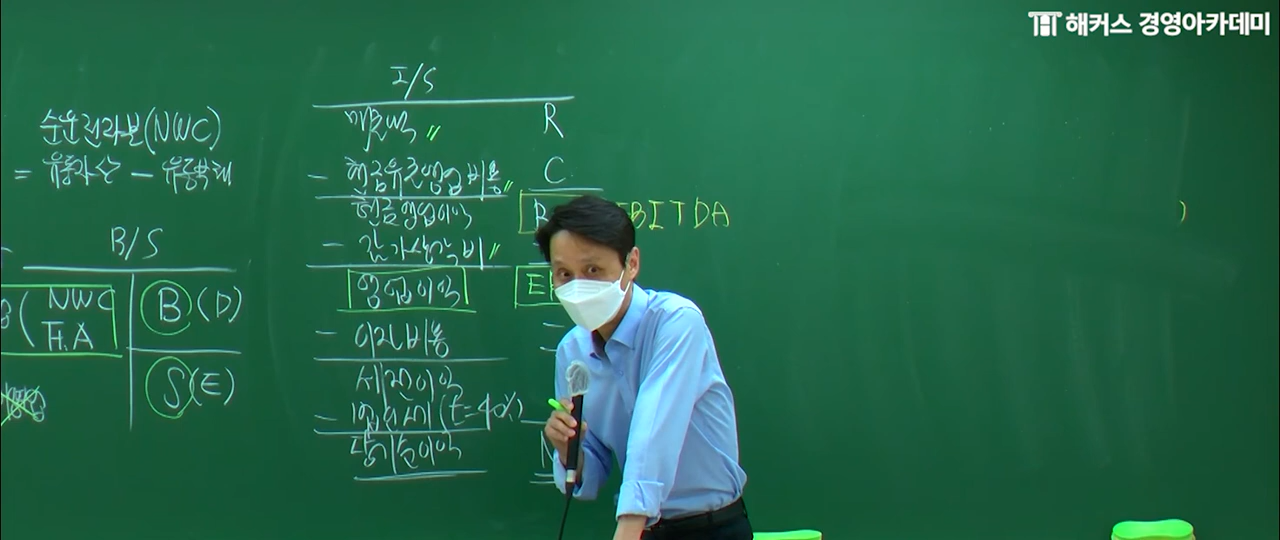 해커스 경영아카데미
순운전자본(NWC)
= 유동자산 - 유동부채
B/S
NWC
F.A
B (D)
S (E)
I/S
매출액 〃 R
- 현금유출영업비용 〃 C
현금영업이익
EBITDA
- 감가상각비 〃
영업이익
- 이자비용
세전이익
- 법인세 (t=40%)
당기순이익